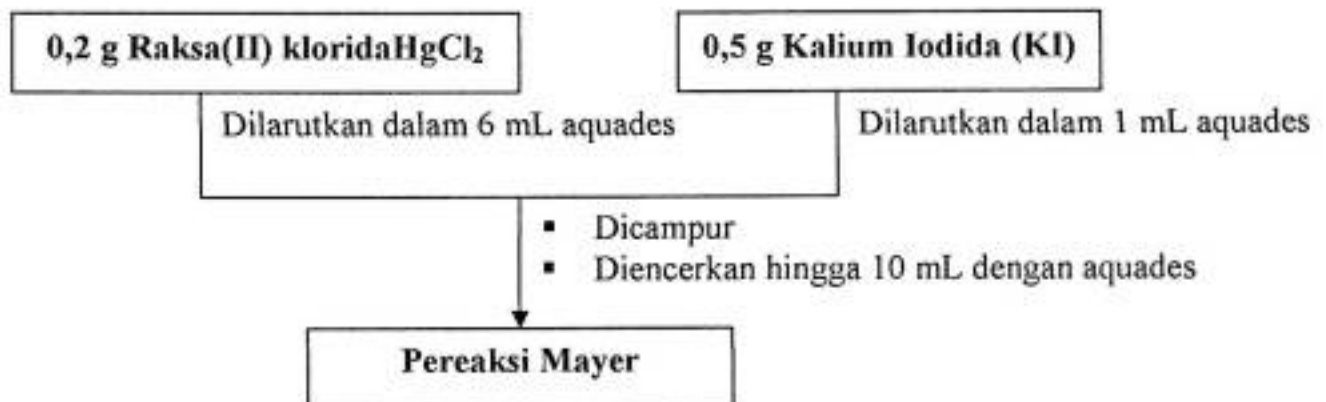 0,2 g Raksa(II) kloridaHgCl₂
0,5 g Kalium Iodida (KI)
Dilarutkan dalam 6 mL aquades
Dilarutkan dalam 1 mL aquades
▪ Dicampur
▪ Diencerkan hingga 10 mL dengan aquades
Pereaksi Mayer